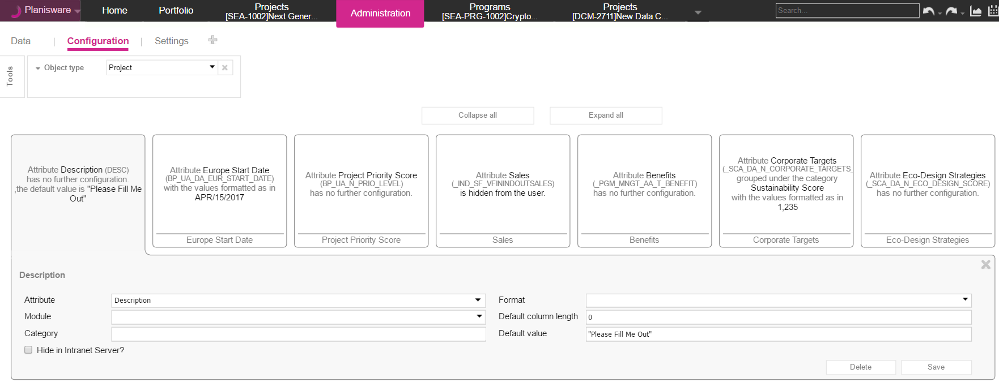 Planisware
Home
Portfolio
Projects
[SEA-1002]Next Gener...
Administration
Programs
[SEA-PRG-1002]Crypto...
Projects
[DCM-2711]New Data C...
Search...
Data | Configuration | Settings
Tools
Object type
Project
Collapse all
Expand all
Attribute Description (DESC)
has no further configuration.
,the default value is "Please Fill Me
Out"
Attribute Europe Start Date
(BP_UA_DA_EUR_START_DATE)
with the values formatted as in
APR/15/2017
Europe Start Date
Attribute Project Priority Score
(BP_UA_N_PRIO_LEVEL)
has no further configuration.
Project Priority Score
Attribute Sales
(_IND_SF_VFININDOUTSALES)
is hidden from the user.
Sales
Attribute Benefits
(_PGM_MNGT_AA_T_BENEFIT)
has no further configuration.
Benefits
Attribute Corporate Targets
(_SCA_DA_N_CORPORATE_TARGETS_
grouped under the category
Sustainability Score
with the values formatted as in
1,235
Corporate Targets
Attribute Eco-Design Strategies
(_SCA_DA_N_ECO_DESIGN_SCORE)
has no further configuration.
Eco-Design Strategies
Description
Attribute
Description
Format
Module
Default column length
0
Category
Default value
"Please Fill Me Out"
Hide in Intranet Server?
Delete
Save